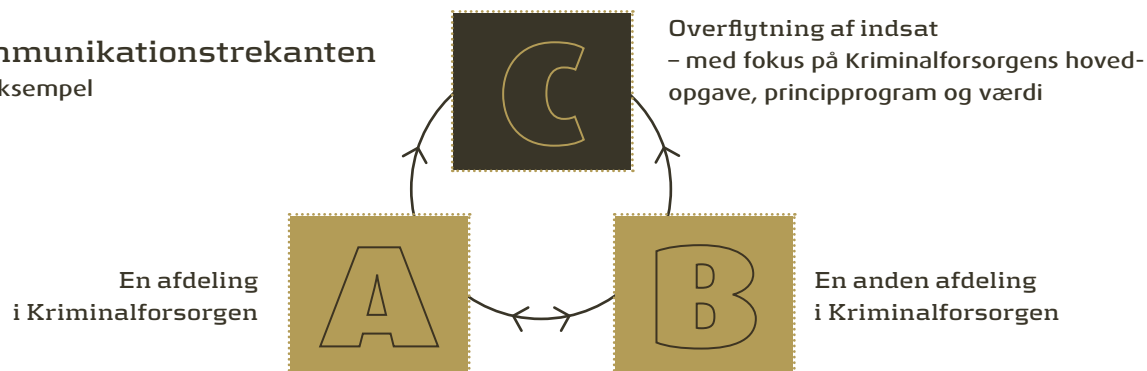 mmunikationstrekanten
ksempel
C
Overflytning af indsat
– med fokus på Kriminalforsorgens hoved-
opgave, principprogram og værdi
A
En afdeling
i Kriminalforsorgen
B
En anden afdeling
i Kriminalforsorgen